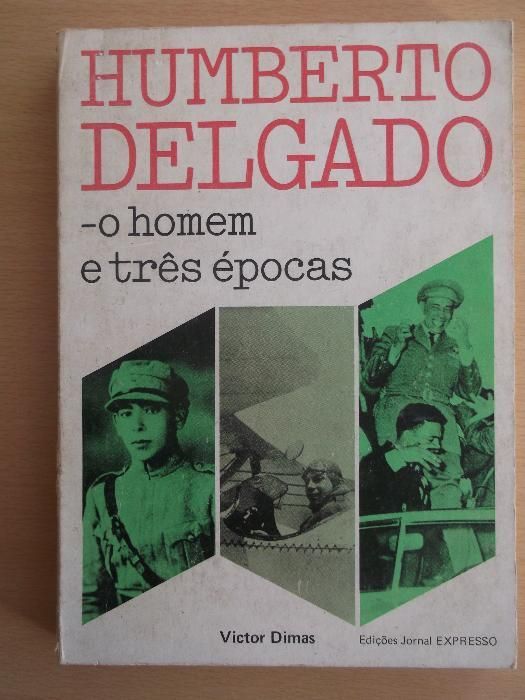 HUMBERTO
DELGADO
-o homem
e três épocas
Victor Dimas
Edições Jornal EXPRESSO